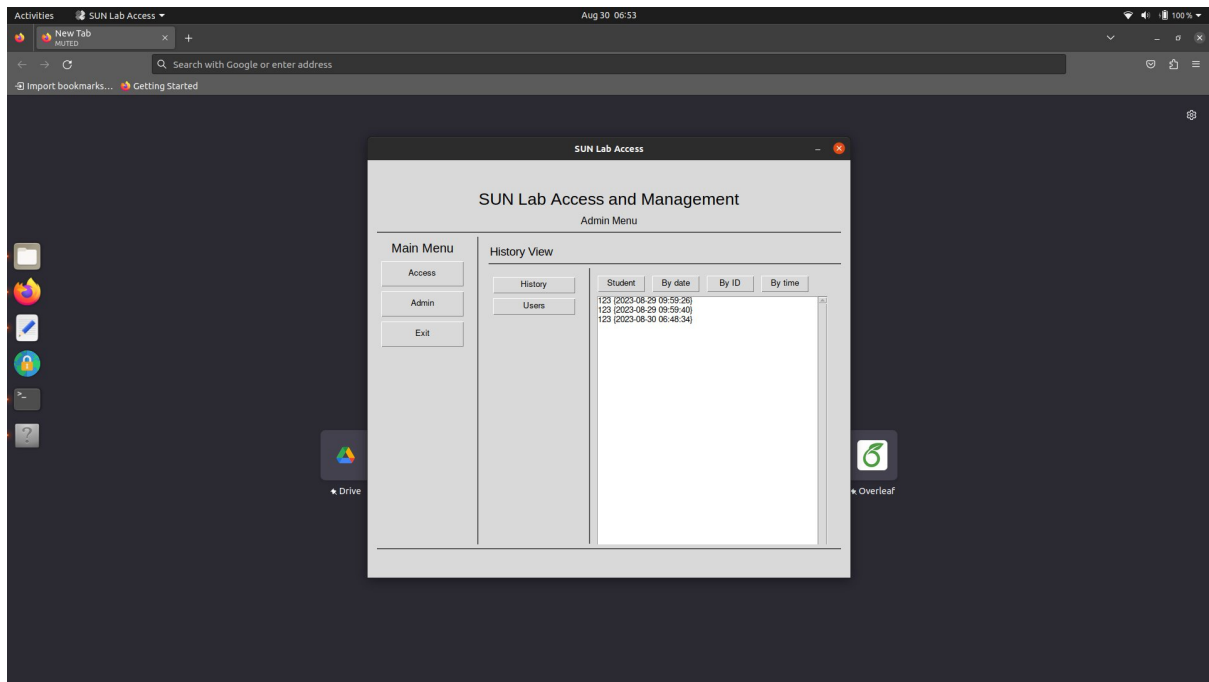 Activities SUN Lab Access Aug 30 06:53 100 %
New Tab
MUTED
Search with Google or enter address
Import bookmarks... Getting Started
SUN Lab Access
SUN Lab Access and Management
Admin Menu
Main Menu
History View
Access
Admin
Exit
History
Users
Student By date By ID By time
123 {2023-08-29 09:59:26}
123 {2023-08-29 09:59:40}
123 {2023-08-30 06:48:34}
Drive
Overleaf